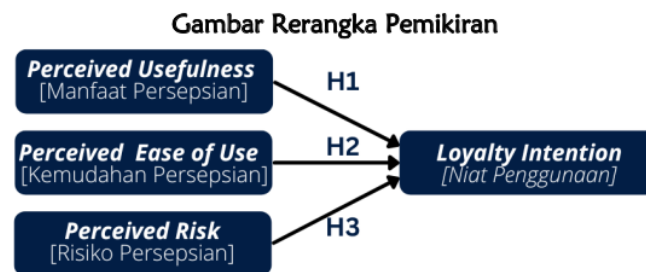 Gambar Rerangka Pemikiran
Perceived Usefulness
[Manfaat Persepsian]
H1
Perceived Ease of Use
[Kemudahan Persepsian]
H2
Loyalty Intention
[Niat Penggunaan]
Perceived Risk
[Risiko Persepsian]
H3